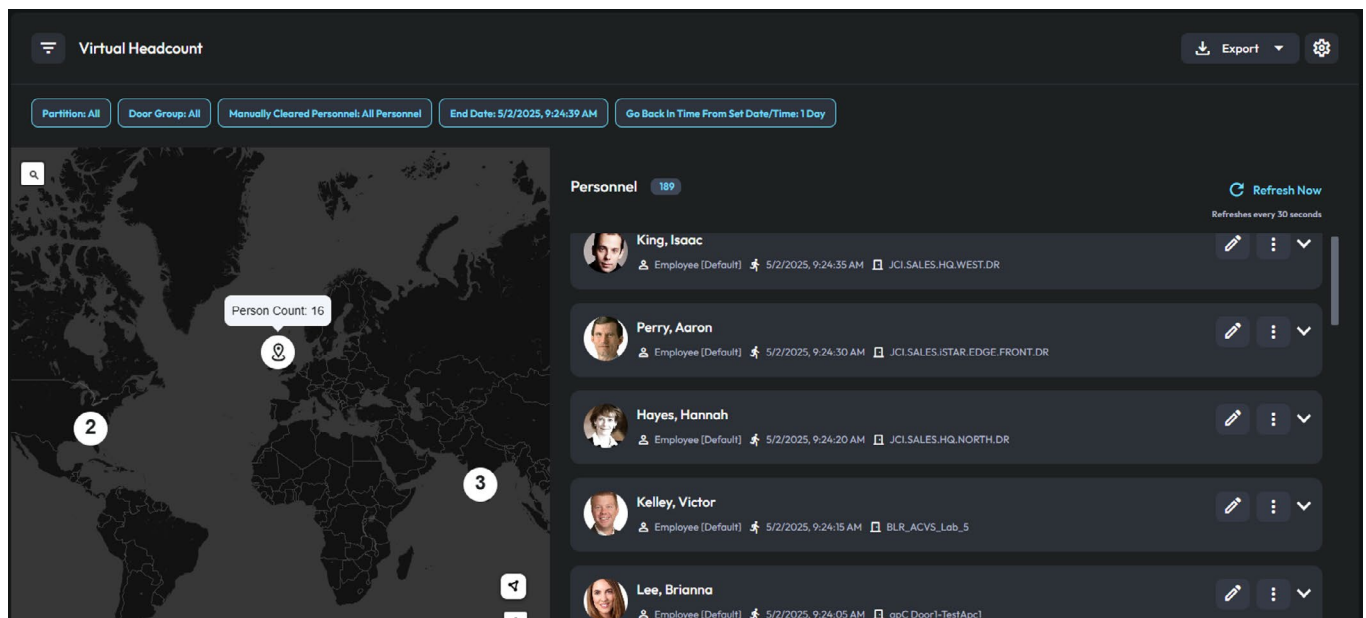 Virtual Headcount
Export
Partition: All
Door Group: All
Manually Cleared Personnel: All Personnel
End Date: 5/2/2025, 9:24:39 AM
Go Back In Time From Set Date/Time: 1 Day
Person Count: 16
2
3
Personnel 189
Refresh Now
Refreshes every 30 seconds
King, Isaac
Employee [Default] 5/2/2025, 9:24:35 AM JCI.SALES.HQ.WEST.DR
Perry, Aaron
Employee [Default] 5/2/2025, 9:24:30 AM JCI.SALES.iSTAR.EDGE.FRONT.DR
Hayes, Hannah
Employee [Default] 5/2/2025, 9:24:20 AM JCI.SALES.HQ.NORTH.DR
Kelley, Victor
Employee [Default] 5/2/2025, 9:24:15 AM BLR_ACVS_Lab_5
Lee, Brianna
Employee [Default] 5/2/2025, 9:24:05 AM apC Door1-TestApc1